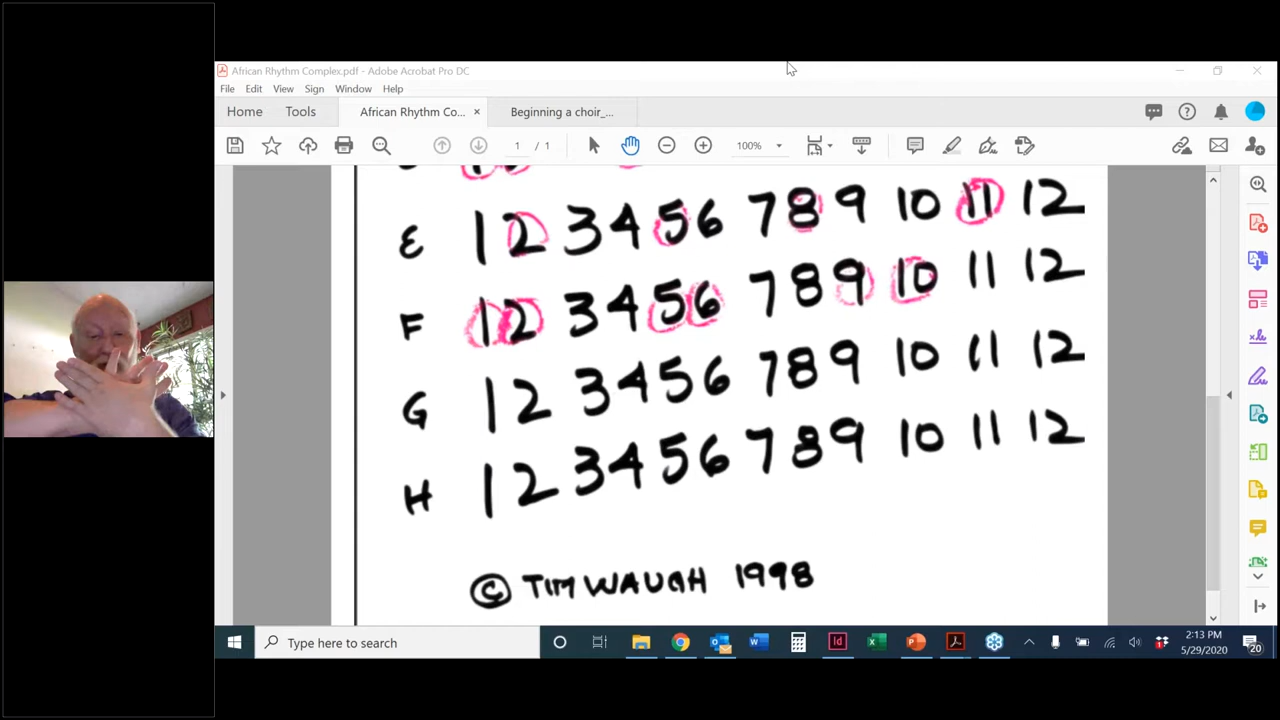 African Rhythm Complex.pdf - Adobe Acrobat Pro DC
File Edit View Window Sign Help
Home Tools African Rhythm Co... × Beginning a choir_...
1 / 1 100%
E 1 2 3 4 5 6 7 8 9 10 11 12
F 1 2 3 4 5 6 7 8 9 10 11 12
G 1 2 3 4 5 6 7 8 9 10 11 12
H 1 2 3 4 5 6 7 8 9 10 11 12
© TIM WAUGH 1998
Type here to search
2:13 PM
5/29/2020
20